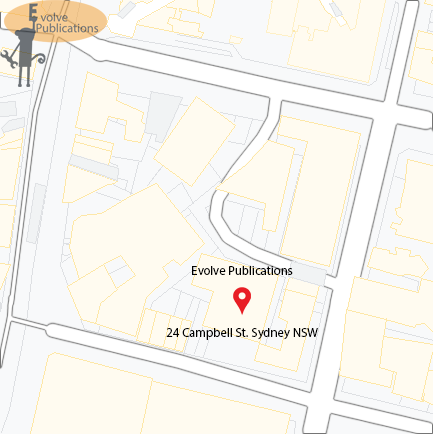 Evolve
Publications
Evolve Publications
24 Campbell St. Sydney NSW